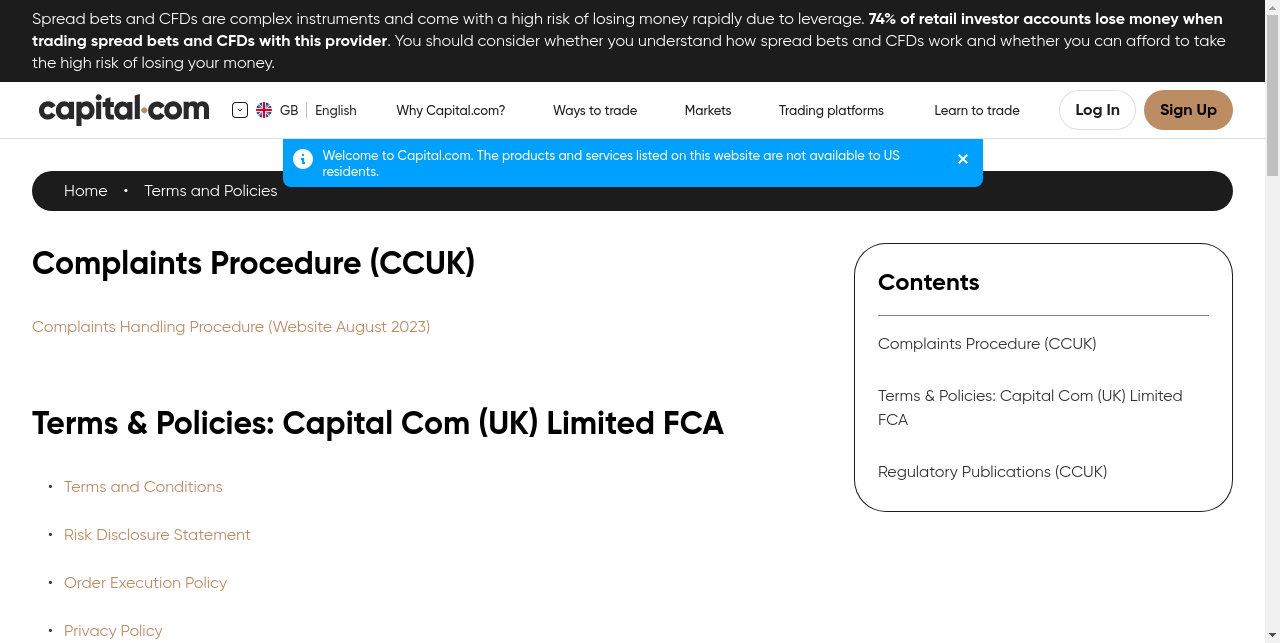 Spread bets and CFDs are complex instruments and come with a high risk of losing money rapidly due to leverage. 74% of retail investor accounts lose money when
trading spread bets and CFDs with this provider. You should consider whether you understand how spread bets and CFDs work and whether you can afford to take
the high risk of losing your money.
capital.com
GB
English
Why Capital.com?
Ways to trade
Markets
Trading platforms
Learn to trade
Log In
Sign Up
Welcome to Capital.com. The products and services listed on this website are not available to US
residents.
Home • Terms and Policies
Complaints Procedure (CCUK)
Complaints Handling Procedure (Website August 2023)
Terms & Policies: Capital Com (UK) Limited FCA
• Terms and Conditions
• Risk Disclosure Statement
• Order Execution Policy
• Privacy Policy
Contents
Complaints Procedure (CCUK)
Terms & Policies: Capital Com (UK) Limited
FCA
Regulatory Publications (CCUK)